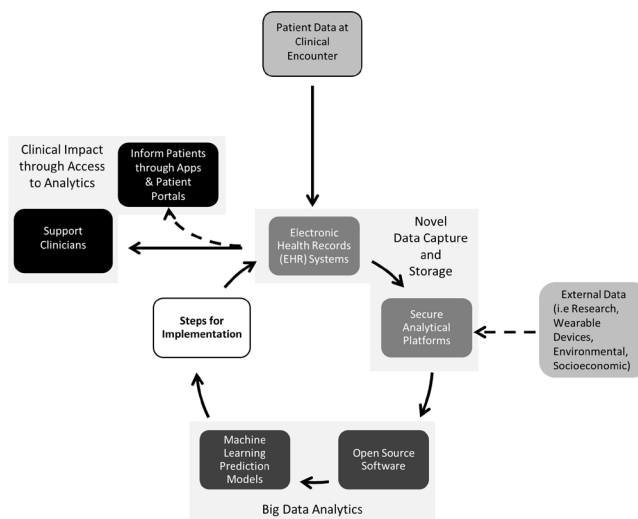 Patient Data at
Clinical
Encounter
Clinical Impact
through Access
to Analytics
Inform Patients
through Apps
& Patient
Portals
Support
Clinicians
Electronic
Health Records
(EHR) Systems
Novel
Data Capture
and
Storage
Secure
Analytical
Platforms
External Data
(i.e Research,
Wearable
Devices,
Environmental,
Socioeconomic)
Steps for
Implementation
Machine
Learning
Prediction
Models
Open Source
Software
Big Data Analytics